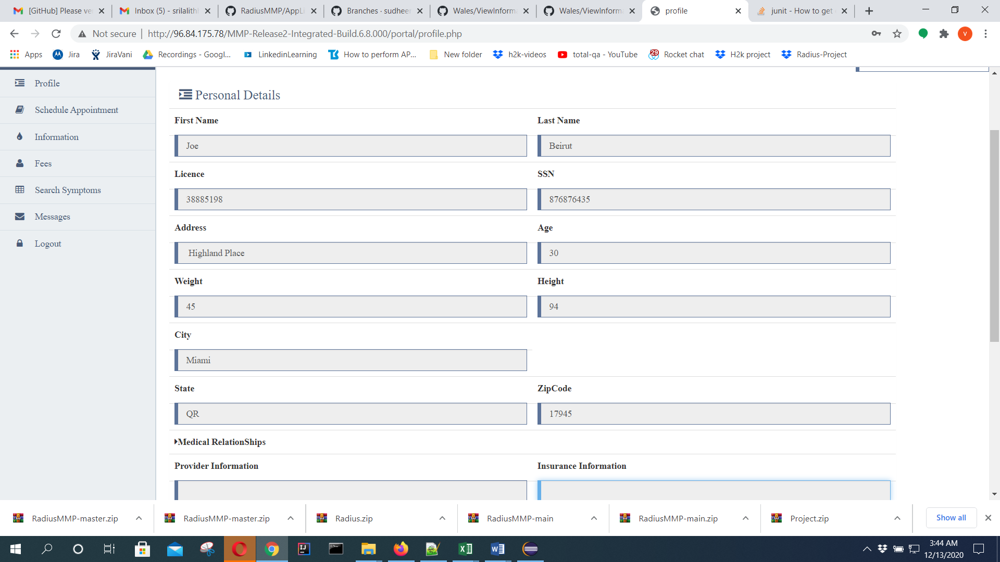 [GitHub] Please ve
Inbox (5) - srilalithl
RadiusMMP/AppLi
Branches · sudheer
Wales/ViewInform
Wales/ViewInform
profile
junit - How to get
Not secure
http://96.84.175.78/MMP-Release2-Integrated-Build.6.8.000/portal/profile.php
V
Apps
Jira
JiraVani
Recordings - Googl...
LinkedinLearning
How to perform AP...
New folder
h2k-videos
total-qa - YouTube
29
Rocket chat
H2k project
Radius-Project
Profile
Schedule Appointment
Information
Fees
Search Symptoms
Messages
Logout
Personal Details
First Name
Last Name
Joe
Beirut
Licence
SSN
38885198
876876435
Address
Age
Highland Place
30
Weight
Height
45
94
City
Miami
State
ZipCode
QR
17945
Medical RelationShips
Provider Information
Insurance Information
RadiusMMP-master.zip
RadiusMMP-master.zip
Radius.zip
RadiusMMP-main
RadiusMMP-main.zip
Project.zip
Show all
3:44 AM
12/13/2020